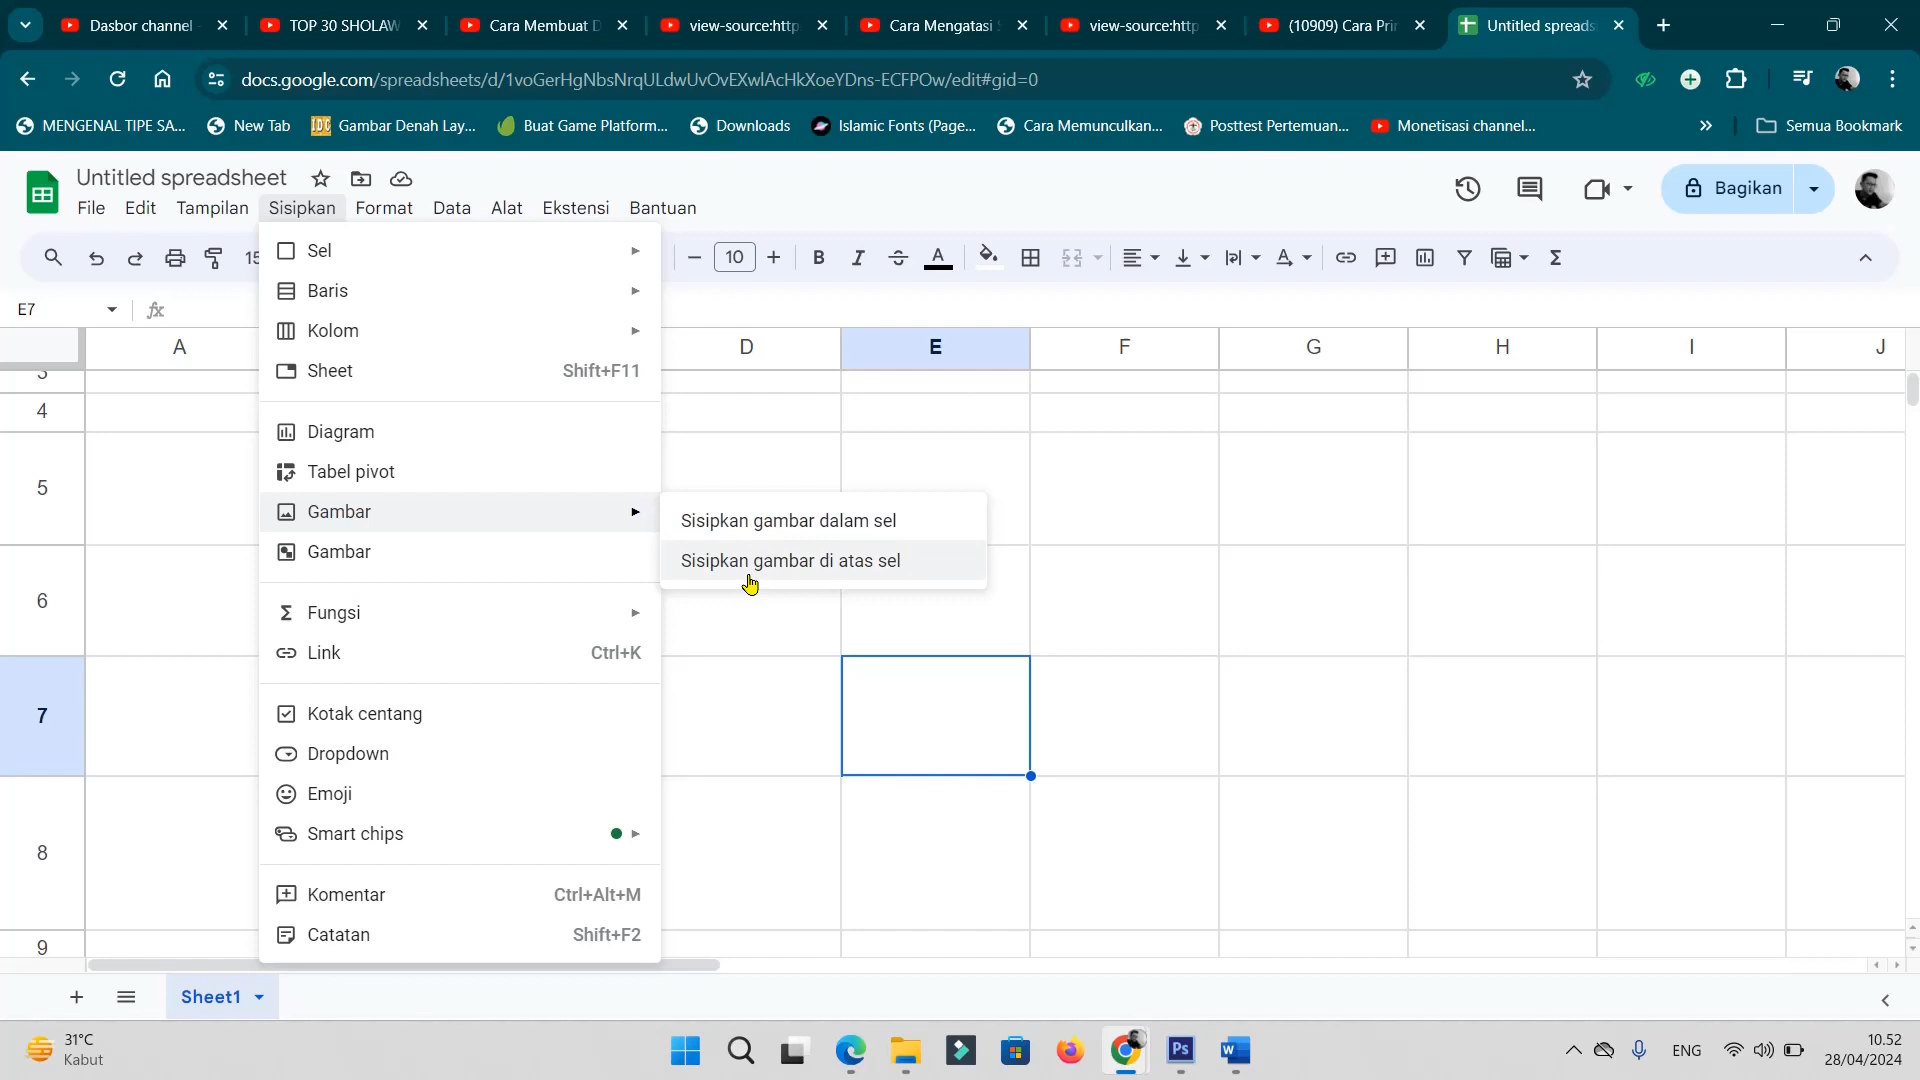 Dasbor channel
TOP 30 SHOLAW
Cara Membuat D
view-source:http
Cara Mengatasi S
view-source:http
(10909) Cara Prin
Untitled spreads
docs.google.com/spreadsheets/d/1voGerHgNbsNrqULdwUvOvEXwlAcHkXoeYDns-ECFPOw/edit#gid=0
MENGENAL TIPE SA...
New Tab
IDC
Gambar Denah Lay...
Buat Game Platform...
Downloads
Islamic Fonts (Page...
Cara Memunculkan...
Posttest Pertemuan...
Monetisasi channel...
»
Semua Bookmark
Untitled spreadsheet
File Edit Tampilan Sisipkan Format Data Alat Ekstensi Bantuan
Bagikan
15
10
B
I
A
Σ
E7
fx
A D E F G H I J
3
4
5
6
7
8
9
Sel
Baris
Kolom
Sheet Shift+F11
Diagram
Tabel pivot
Gambar
Gambar
Fungsi
Link Ctrl+K
Kotak centang
Dropdown
Emoji
Smart chips
Komentar Ctrl+Alt+M
Catatan Shift+F2
Sisipkan gambar dalam sel
Sisipkan gambar di atas sel
Sheet1
31°C
Kabut
Ps
W
ENG
10.52
28/04/2024